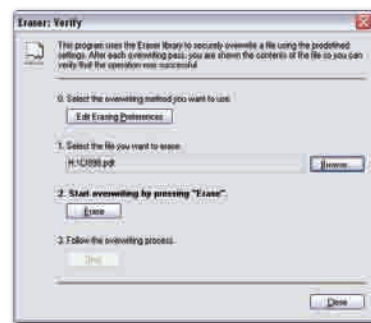 Eraser: Verify
This program uses the Eraser library to securely overwrite a file using the predefined
settings. After each overwriting pass, you are shown the contents of the file so you can
verify that the operation was successful.
0. Select the overwriting method you want to use.
Edit Erasing Preferences
1. Select the file you want to erase.
Browse...
2. Start overwriting by pressing "Erase".
Erase
3. Follow the overwriting process.
Stop
Close